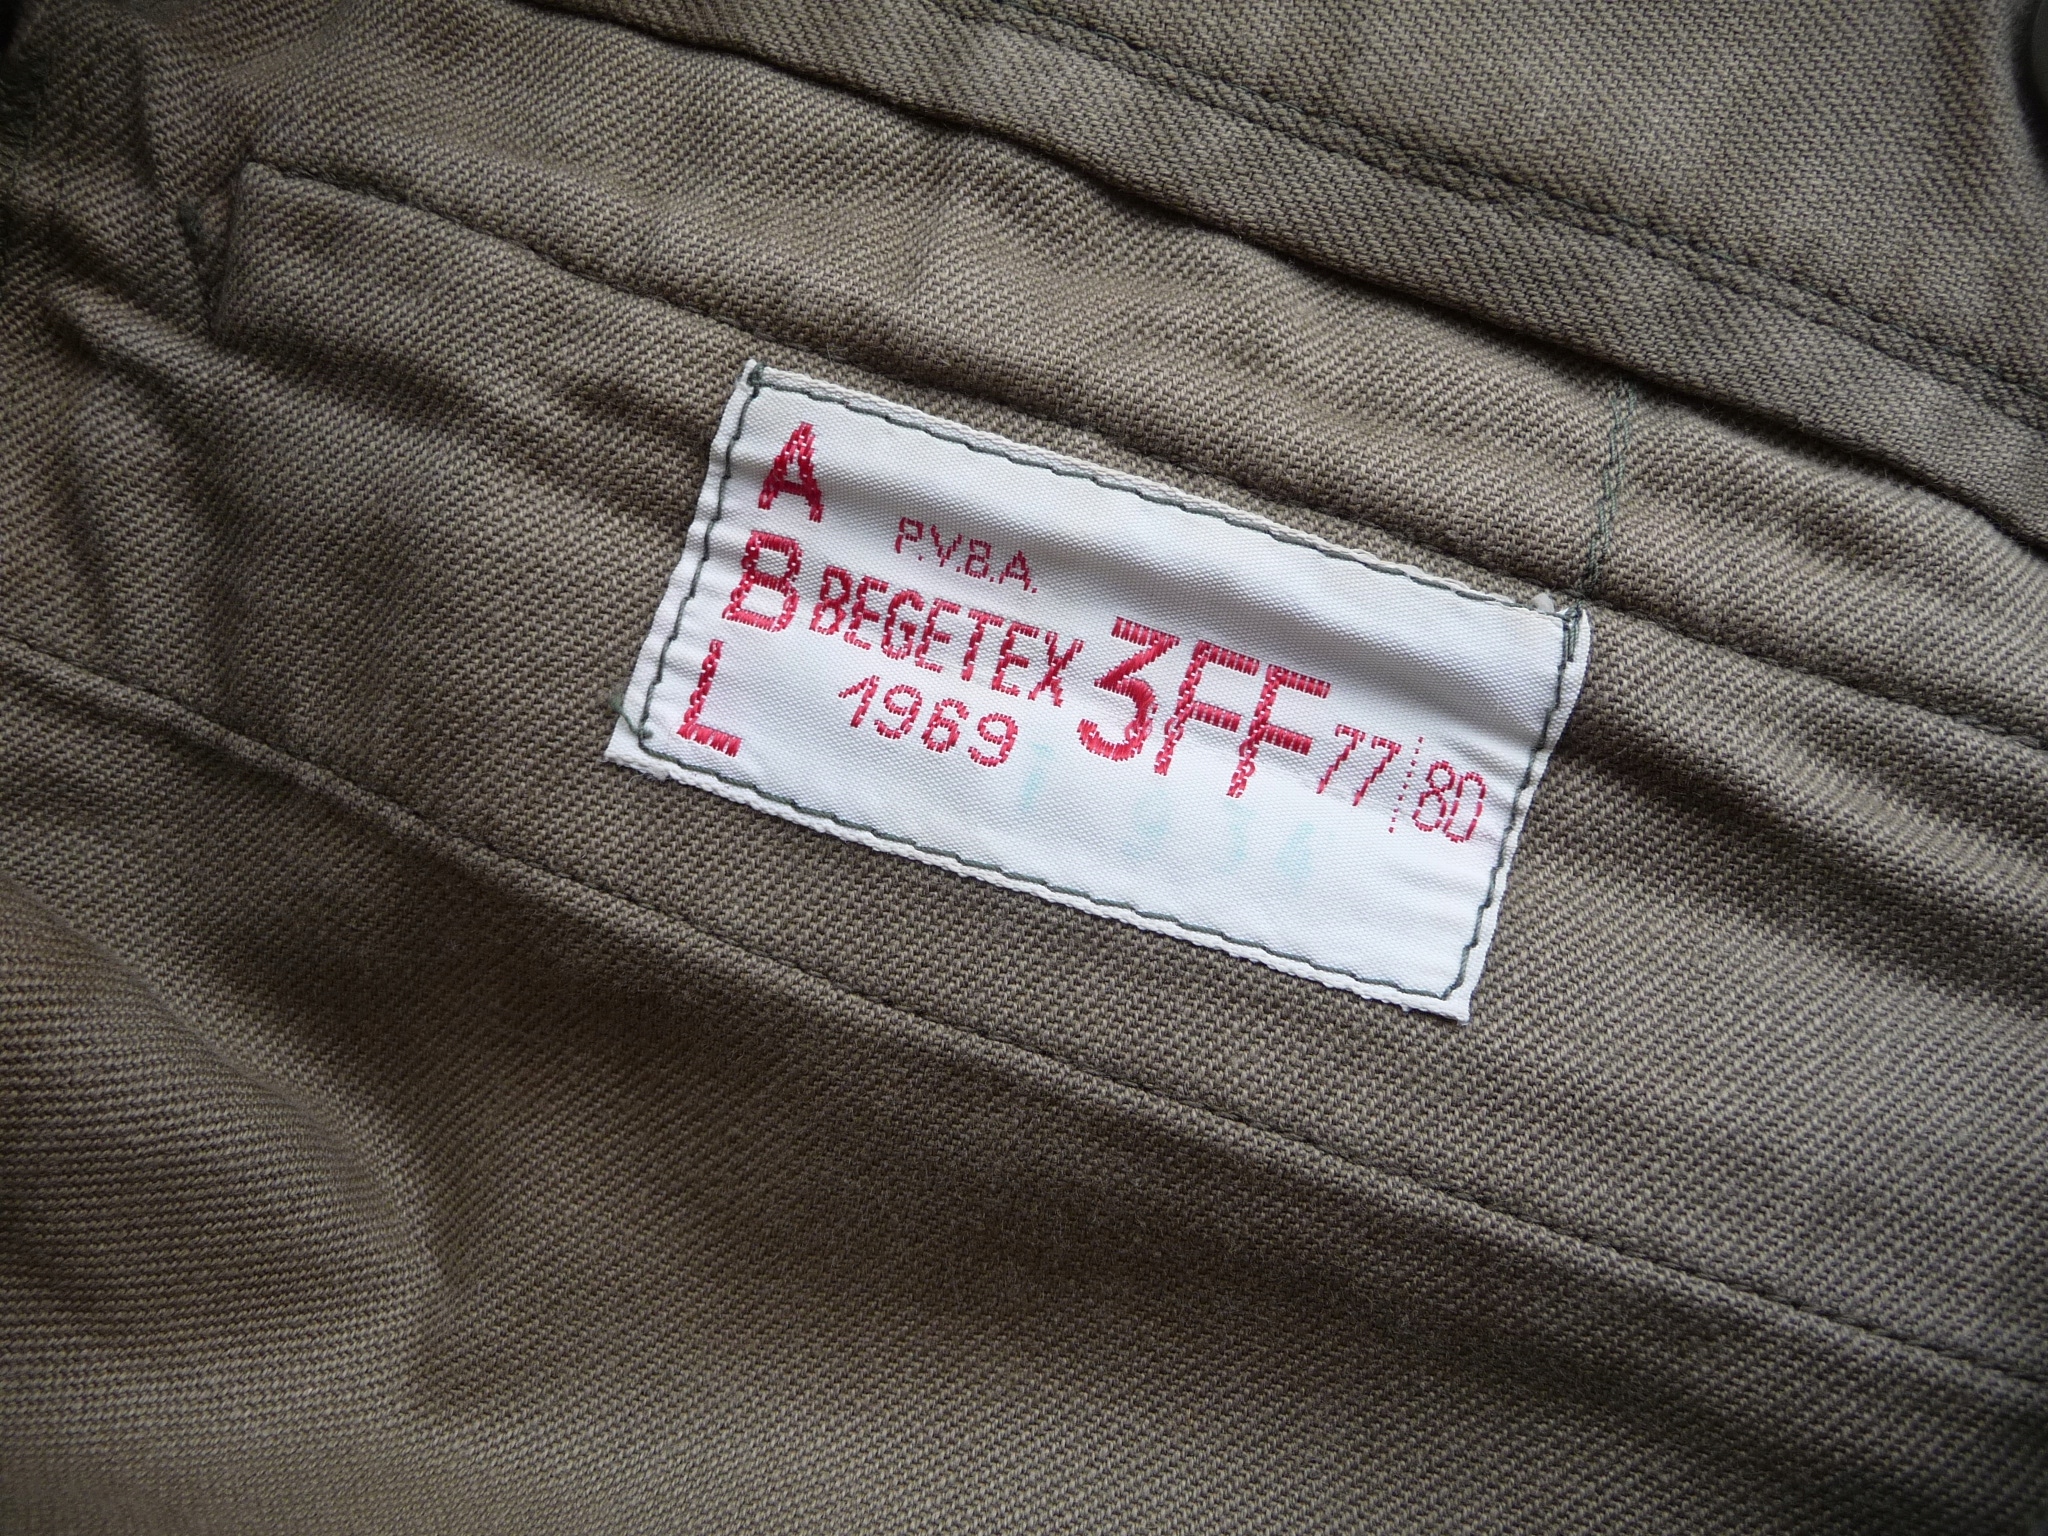 A
B
L
P.V.B.A.
BEGETEX
1969
3FF
77/80